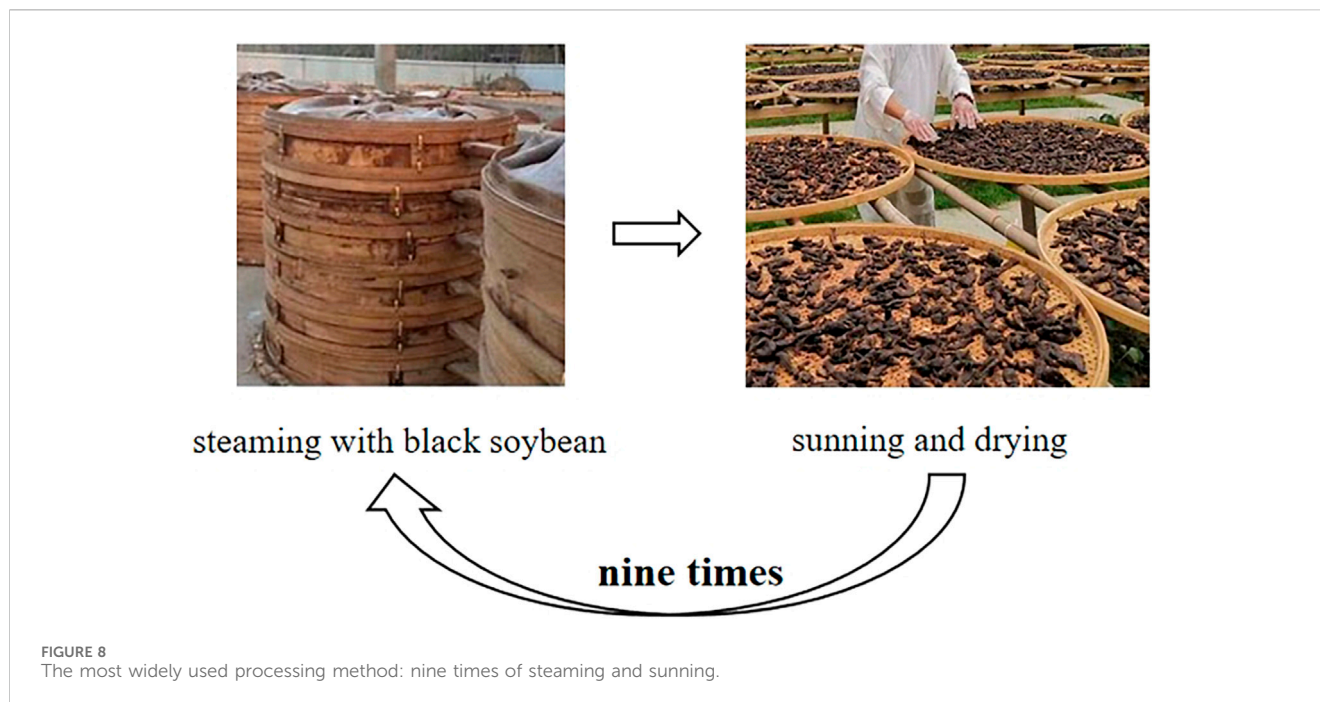 steaming with black soybean
sunning and drying
nine times
FIGURE 8
The most widely used processing method: nine times of steaming and sunning.